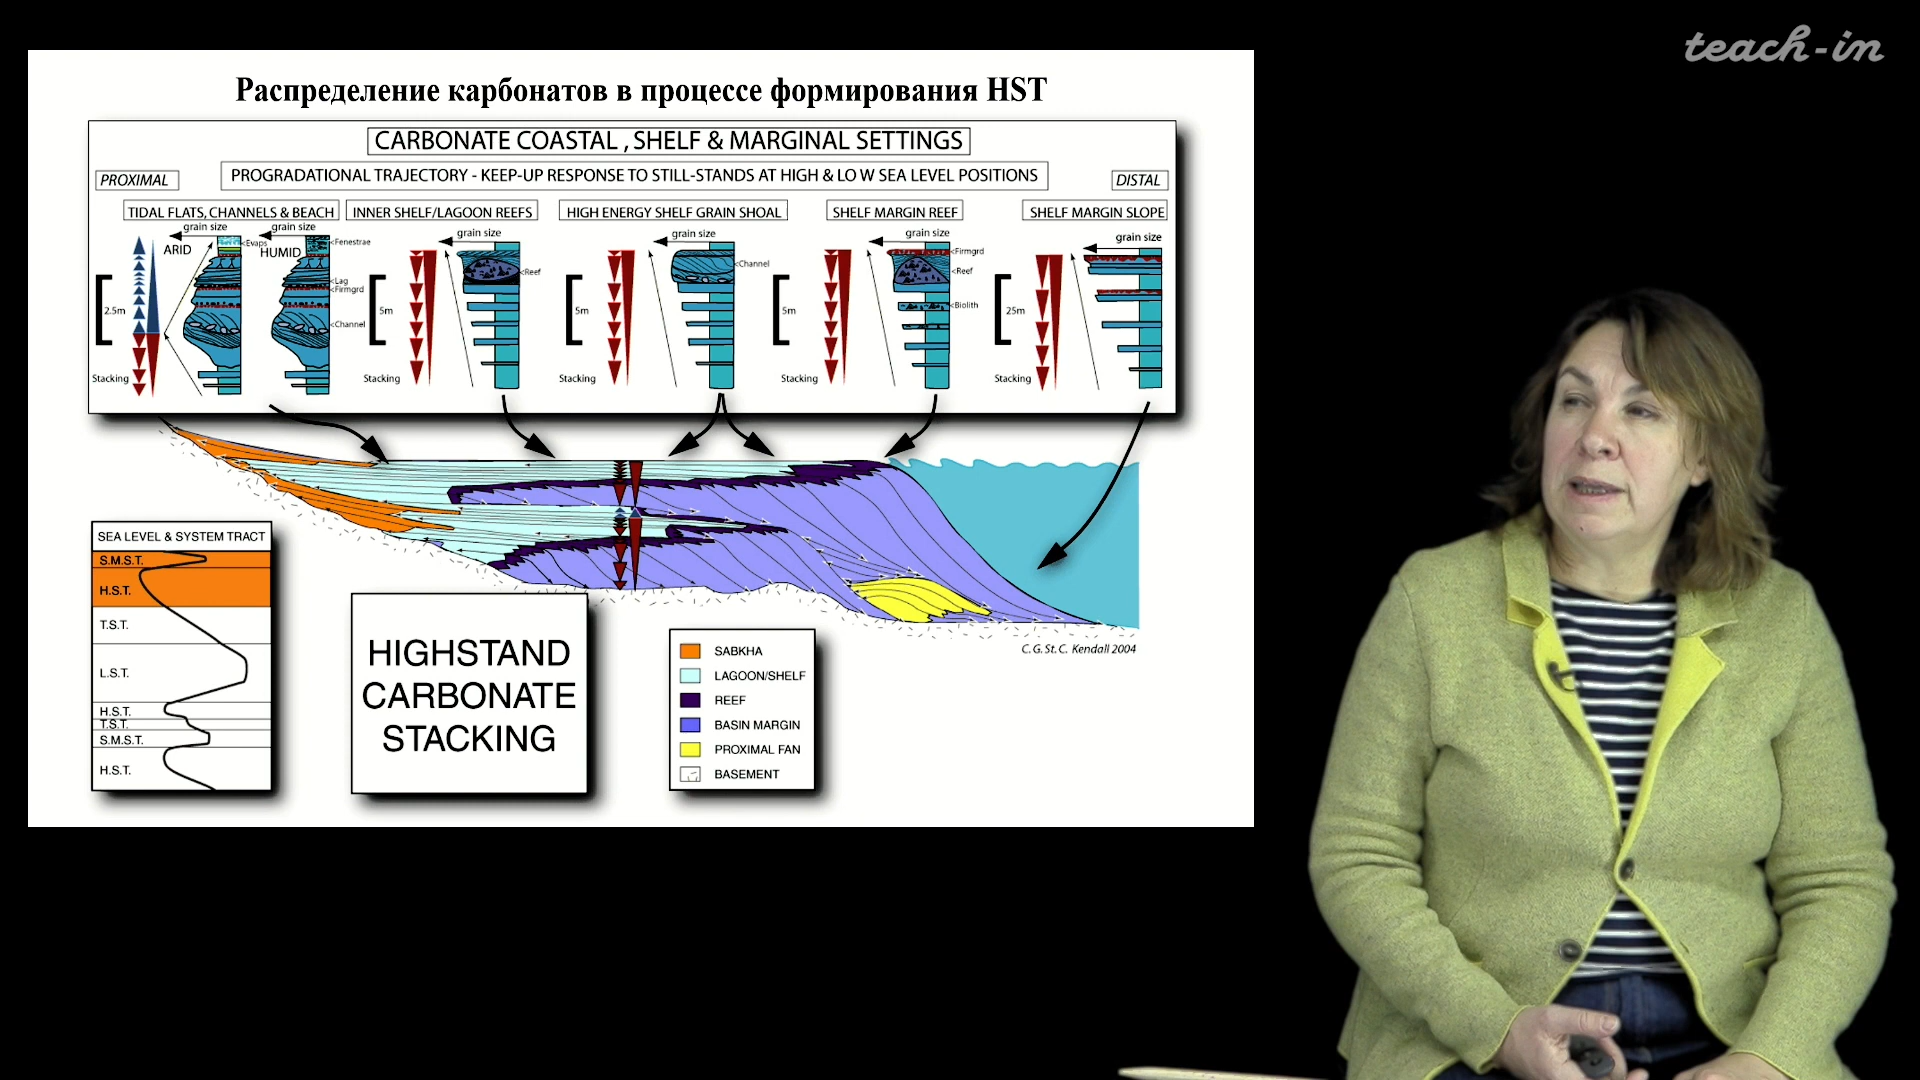 teach-in
Распределение карбонатов в процессе формирования HST
CARBONATE COASTAL , SHELF & MARGINAL SETTINGS
PROGRADATIONAL TRAJECTORY - KEEP-UP RESPONSE TO STILL-STANDS AT HIGH & LO W SEA LEVEL POSITIONS
PROXIMAL
DISTAL
TIDAL FLATS, CHANNELS & BEACH
INNER SHELF/LAGOON REEFS
HIGH ENERGY SHELF GRAIN SHOAL
SHELF MARGIN REEF
SHELF MARGIN SLOPE
grain size
grain size
grain size
grain size
grain size
grain size
ARID
Evaps
HUMID
Fenestrae
Lag
Firmgrd
Channel
Reef
Channel
Firmgrd
Reef
Biolith
2.5m
5m
5m
5m
25m
Stacking
Stacking
Stacking
Stacking
Stacking
SEA LEVEL & SYSTEM TRACT
S.M.S.T.
H.S.T.
T.S.T.
L.S.T.
H.S.T.
T.S.T.
S.M.S.T.
H.S.T.
HIGHSTAND
CARBONATE
STACKING
SABKHA
LAGOON/SHELF
REEF
BASIN MARGIN
PROXIMAL FAN
BASEMENT
C. G. St. C. Kendall 2004